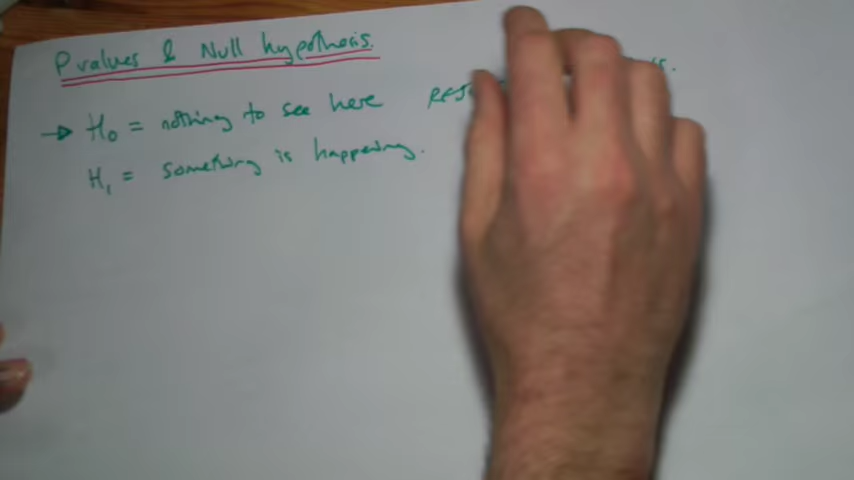 P values & Null hypothesis.
→ H₀ = nothing to see here
H₁ = something is happening.